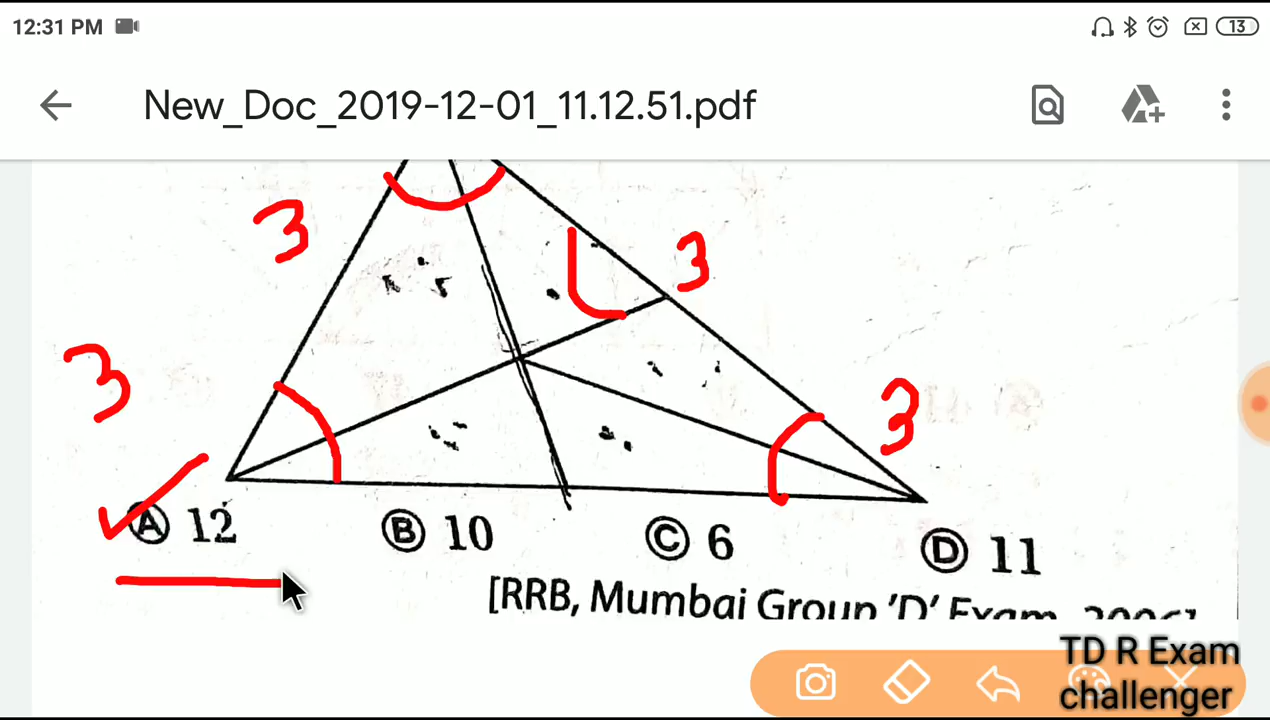 12:31 PM
13
New_Doc_2019-12-01_11.12.51.pdf
3
3
3
3
A 12
B 10
C 6
D 11
[RRB, Mumbai Group 'D' Exam, 2006]
TD R Exam
challenger